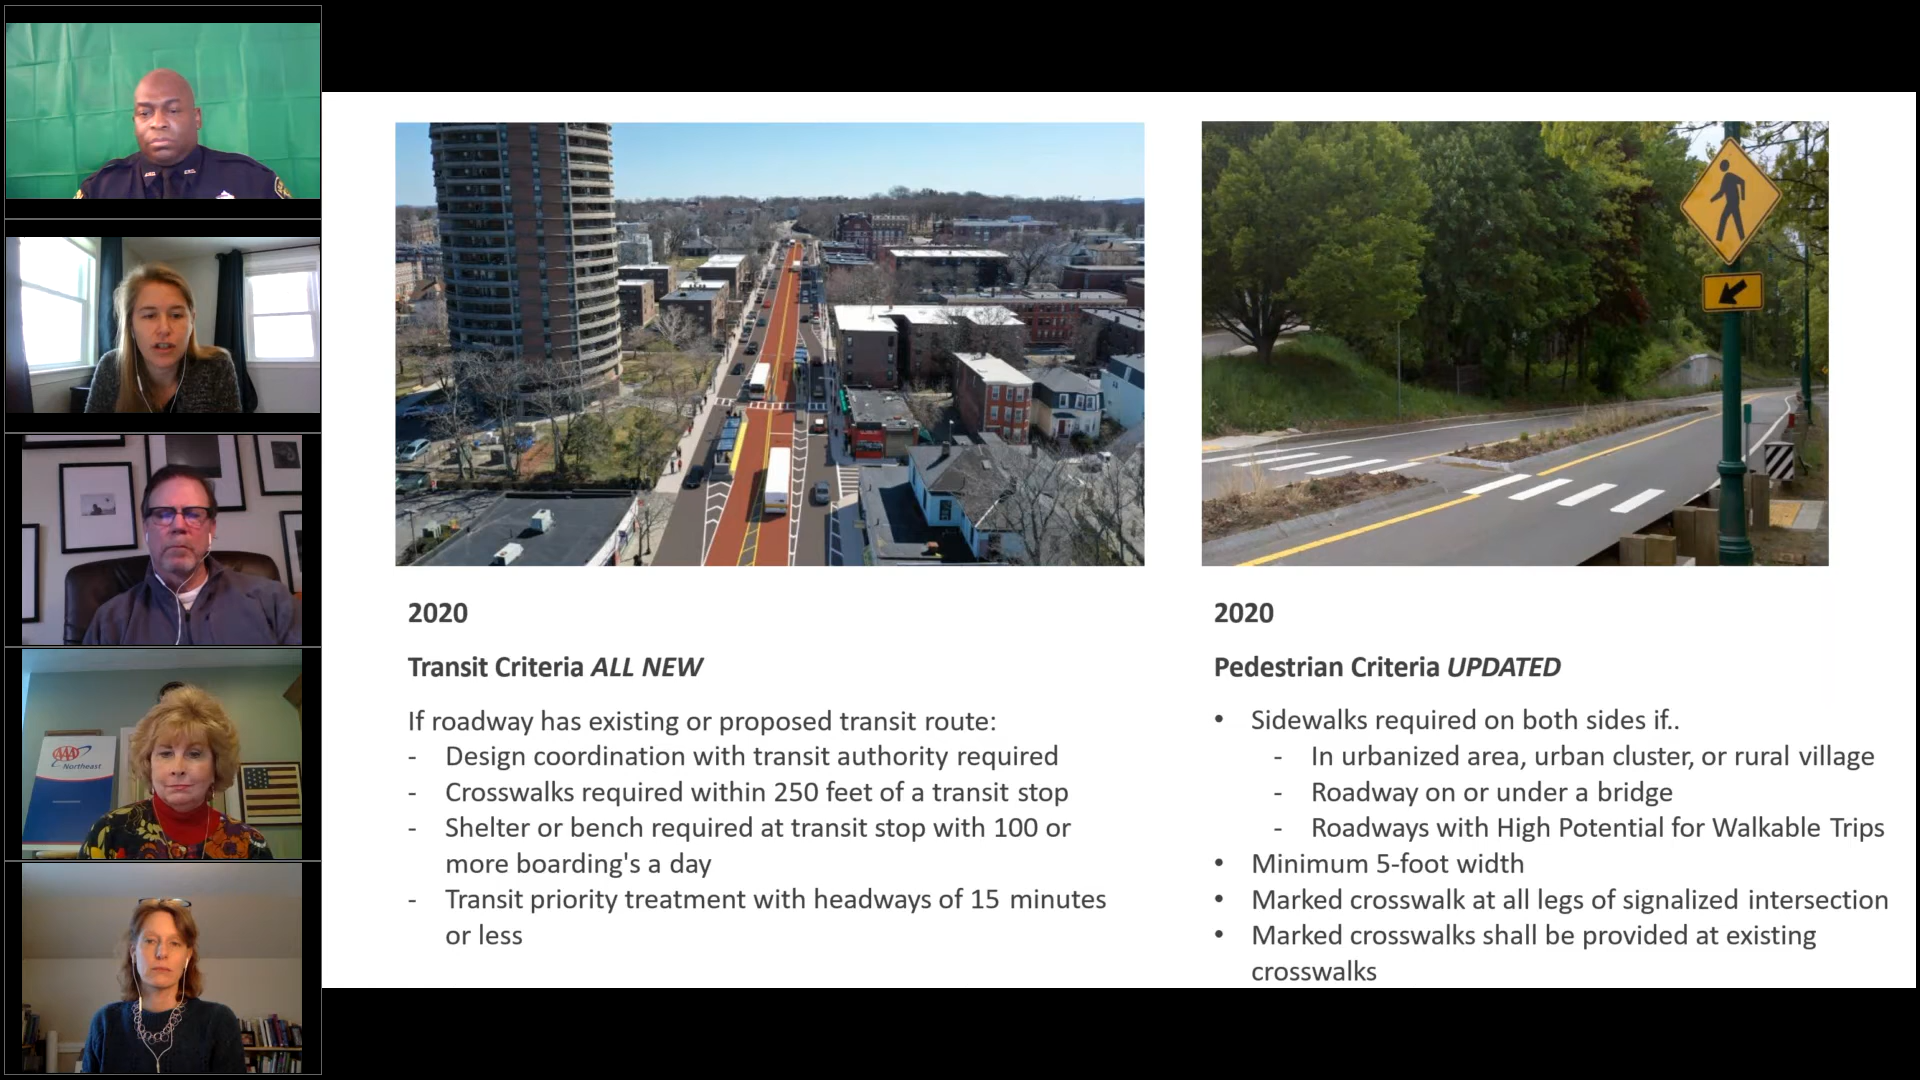 AAA
Northeast
2020
Transit Criteria ALL NEW
If roadway has existing or proposed transit route:
- Design coordination with transit authority required
- Crosswalks required within 250 feet of a transit stop
- Shelter or bench required at transit stop with 100 or
more boarding's a day
- Transit priority treatment with headways of 15 minutes
or less
2020
Pedestrian Criteria UPDATED
• Sidewalks required on both sides if..
- In urbanized area, urban cluster, or rural village
- Roadway on or under a bridge
- Roadways with High Potential for Walkable Trips
• Minimum 5-foot width
• Marked crosswalk at all legs of signalized intersection
• Marked crosswalks shall be provided at existing
crosswalks